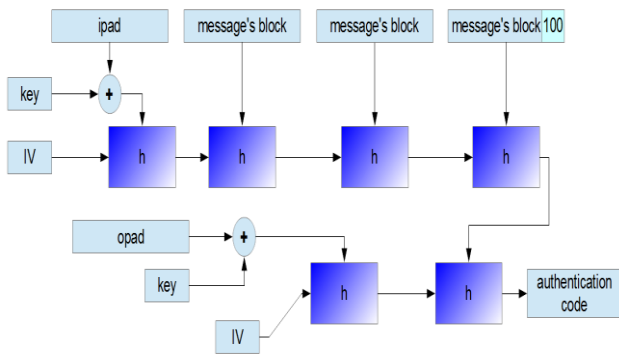 ipad
message's block
message's block
message's block 100
key
+
IV
h
h
h
h
opad
+
key
h
h
authentication
code
IV